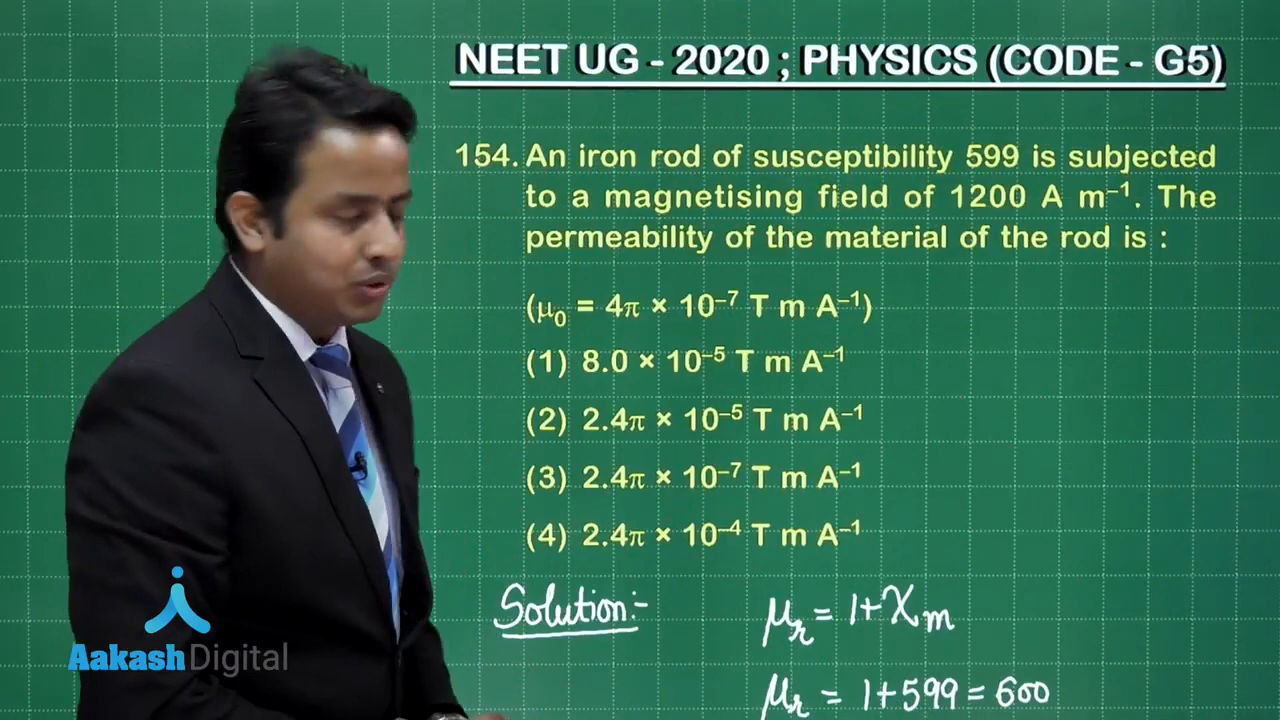 NEET UG - 2020 ; PHYSICS (CODE - G5)
154. An iron rod of susceptibility 599 is subjected
to a magnetising field of 1200 A m⁻¹. The
permeability of the material of the rod is :
(μ₀ = 4π × 10⁻⁷ T m A⁻¹)
(1) 8.0 × 10⁻⁵ T m A⁻¹
(2) 2.4π × 10⁻⁵ T m A⁻¹
(3) 2.4π × 10⁻⁷ T m A⁻¹
(4) 2.4π × 10⁻⁴ T m A⁻¹
Solution:-
μᵣ = 1+χₘ
μᵣ = 1+599 = 600
Aakash Digital